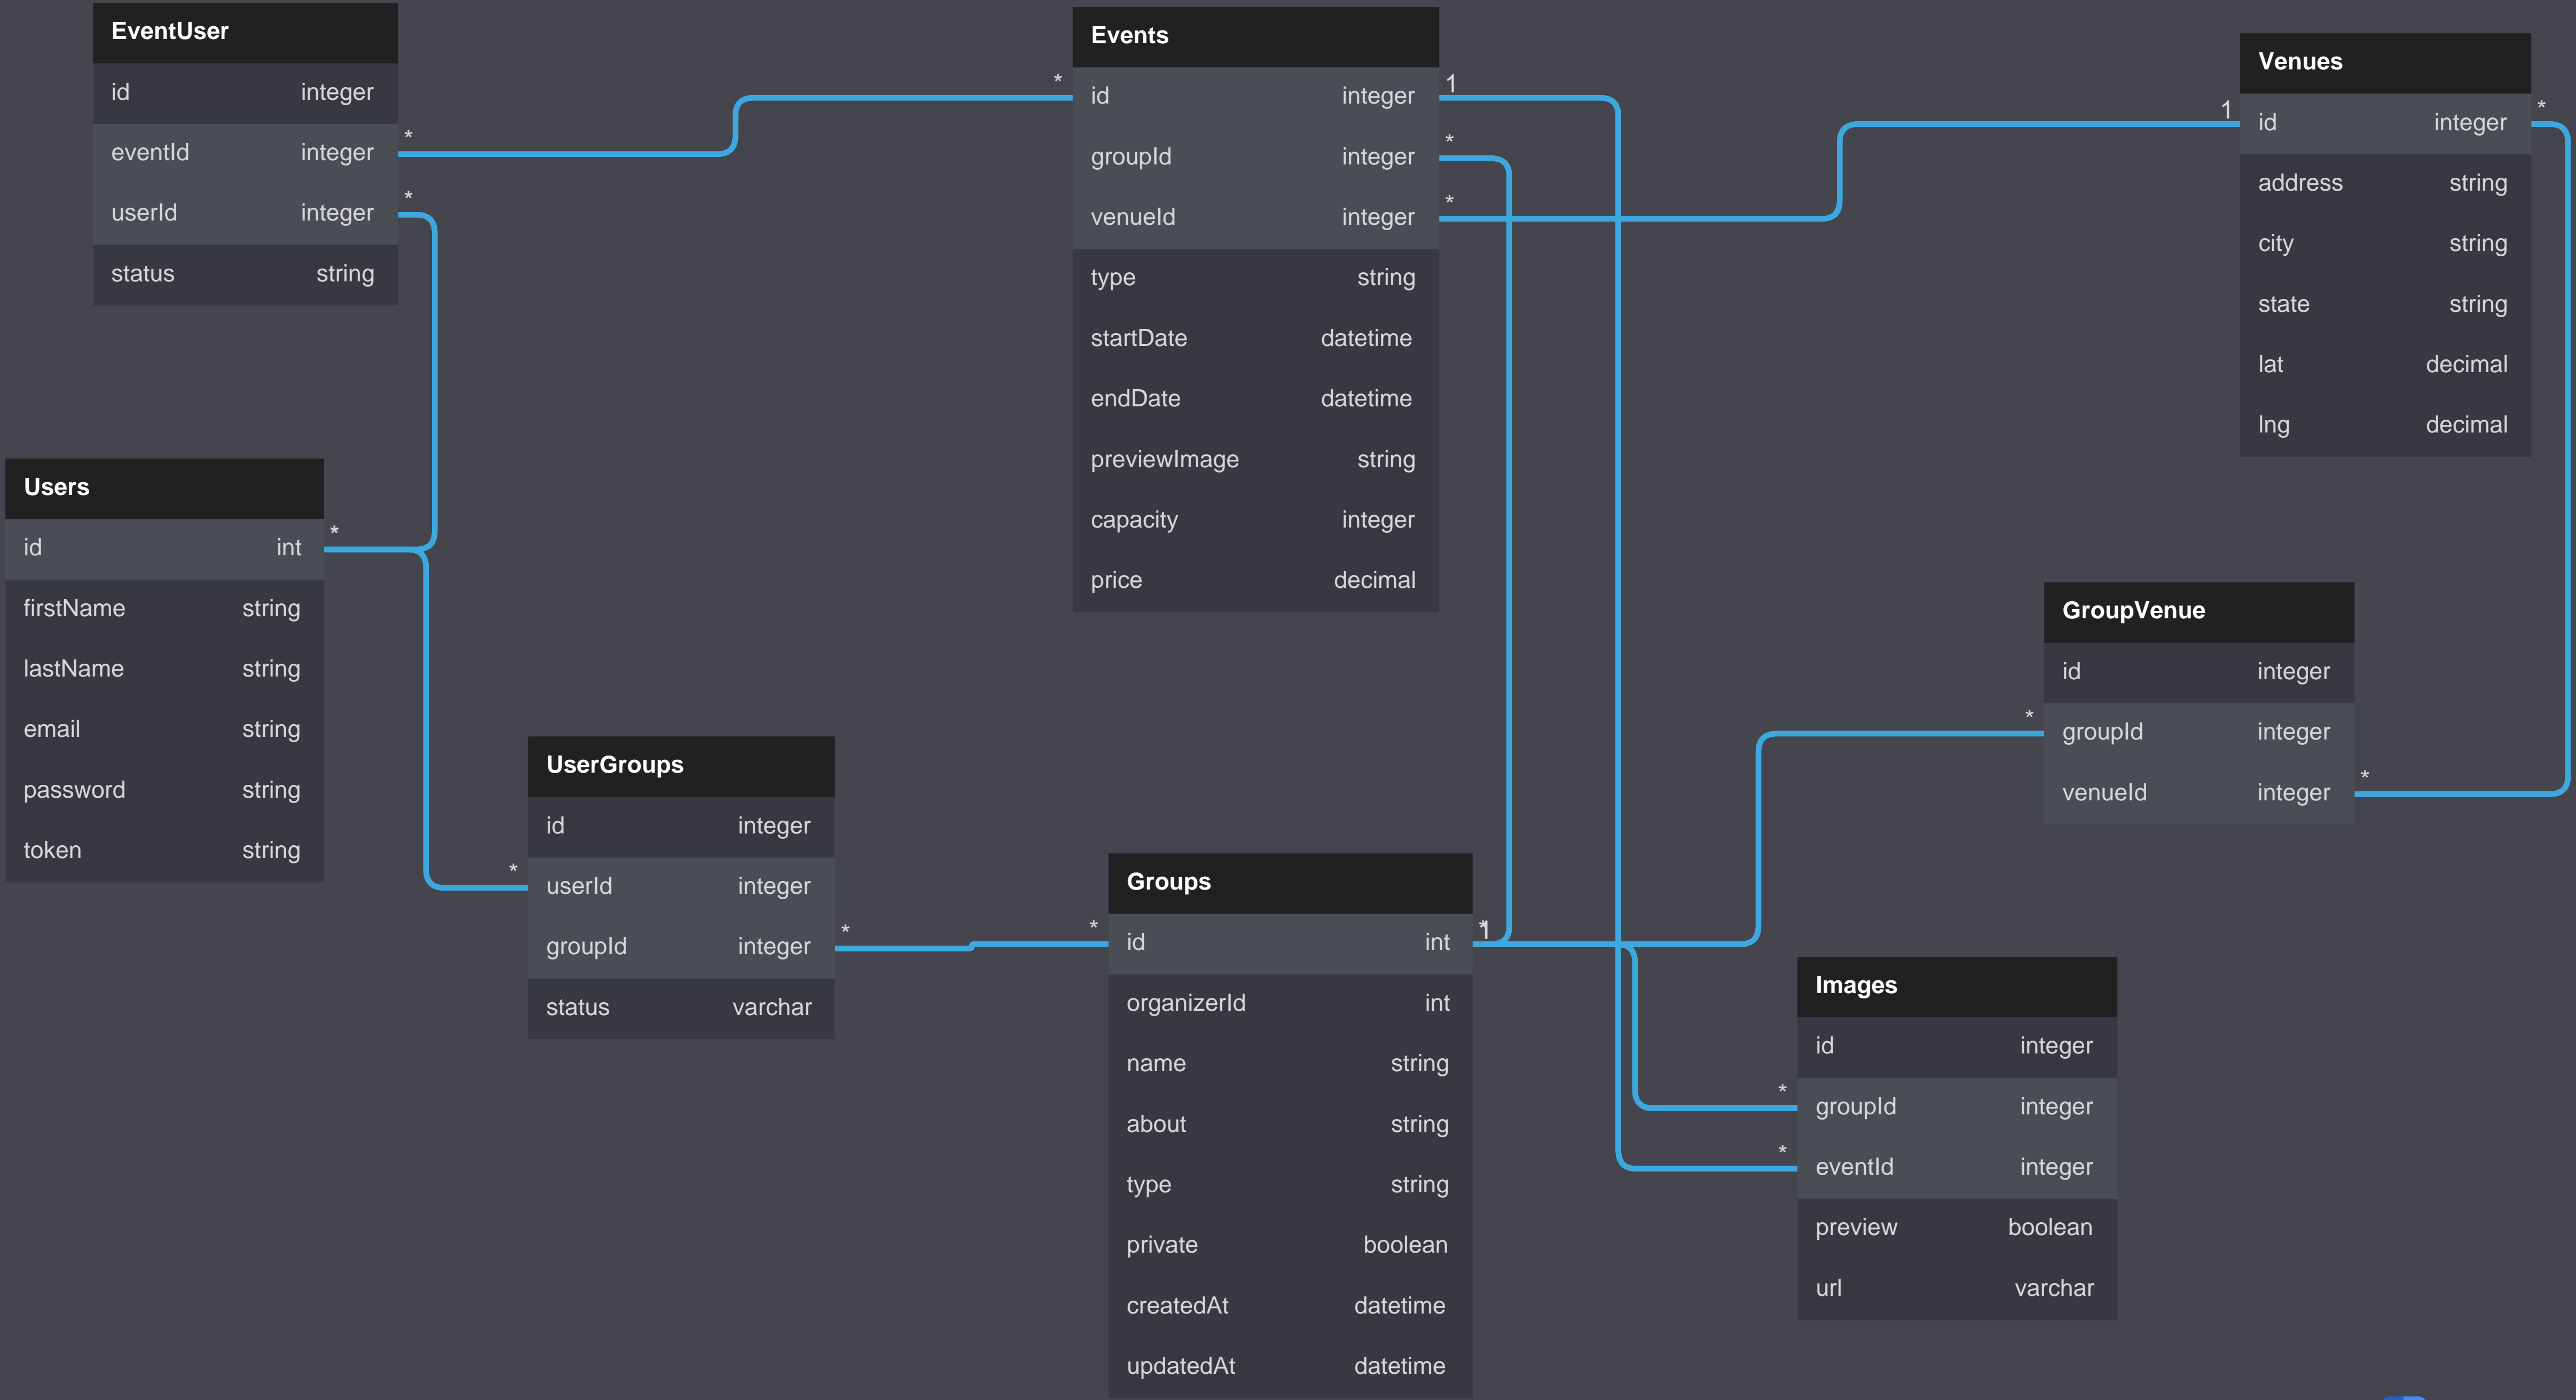 EventUser
id integer
eventId integer
userId integer
status string
Events
id integer
groupId integer
venueId integer
type string
startDate datetime
endDate datetime
previewImage string
capacity integer
price decimal
Venues
id integer
address string
city string
state string
lat decimal
lng decimal
Users
id int
firstName string
lastName string
email string
password string
token string
UserGroups
id integer
userId integer
groupId integer
status varchar
Groups
id int
organizerId int
name string
about string
type string
private boolean
createdAt datetime
updatedAt datetime
GroupVenue
id integer
groupId integer
venueId integer
Images
id integer
groupId integer
eventId integer
preview boolean
url varchar
*
*
*
1
*
*
1
*
*
*
*
*
*
1
*
*
*
*
*